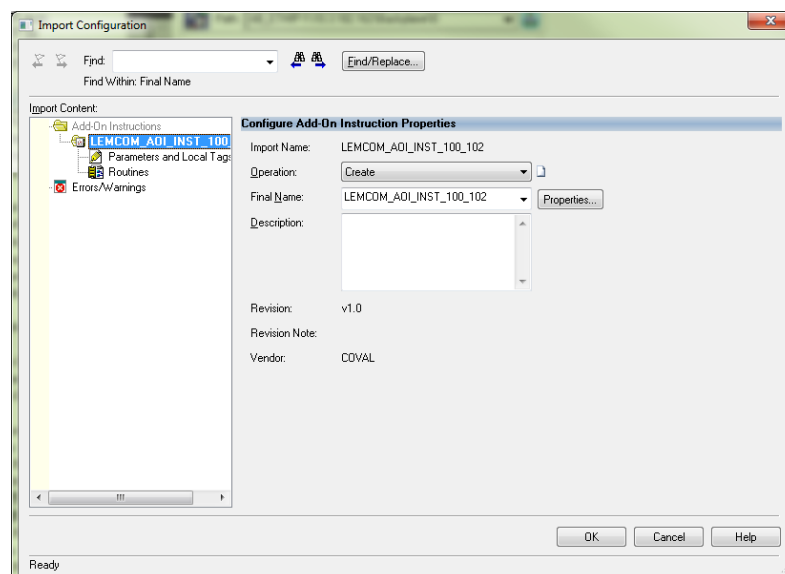 Import Configuration
Find:
Find/Replace...
Find Within: Final Name
Import Content:
Add-On Instructions
LEMCOM_AOI_INST_100
Parameters and Local Tag
Routines
Errors/Warnings
Configure Add-On Instruction Properties
Import Name: LEMCOM_AOI_INST_100_102
Operation: Create
Final Name: LEMCOM_AOI_INST_100_102 Properties...
Description:
Revision: v1.0
Revision Note:
Vendor: COVAL
OK Cancel Help
Ready